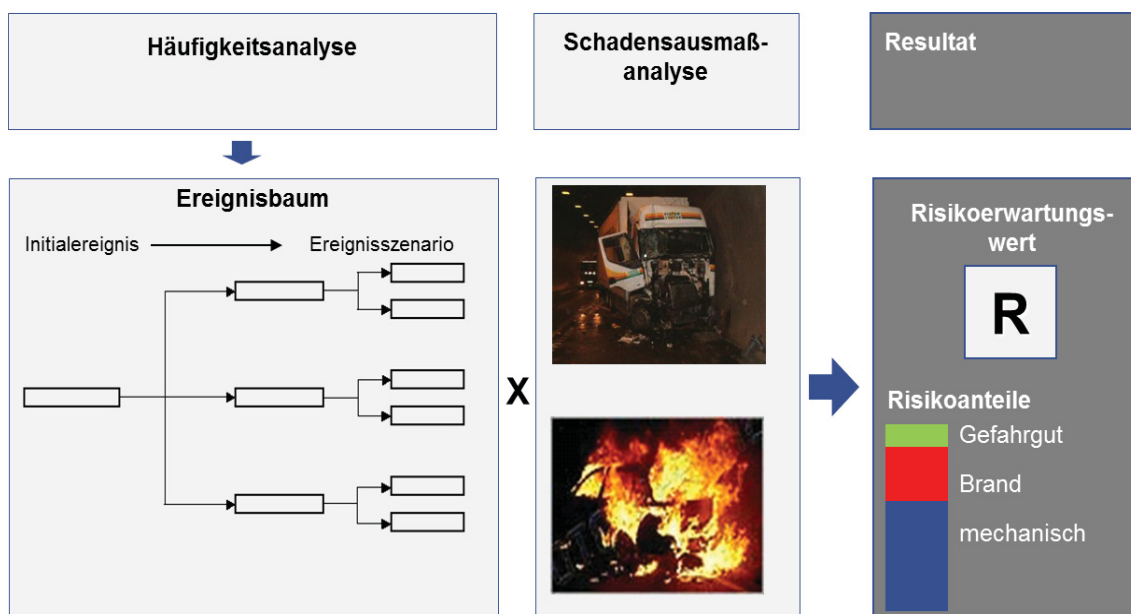 Häufigkeitsanalyse
Schadensausmaß-
analyse
Resultat
Ereignisbaum
Initialereignis
Ereignisszenario
X
Risikoerwartungs-
wert
R
Risikoanteile
Gefahrgut
Brand
mechanisch